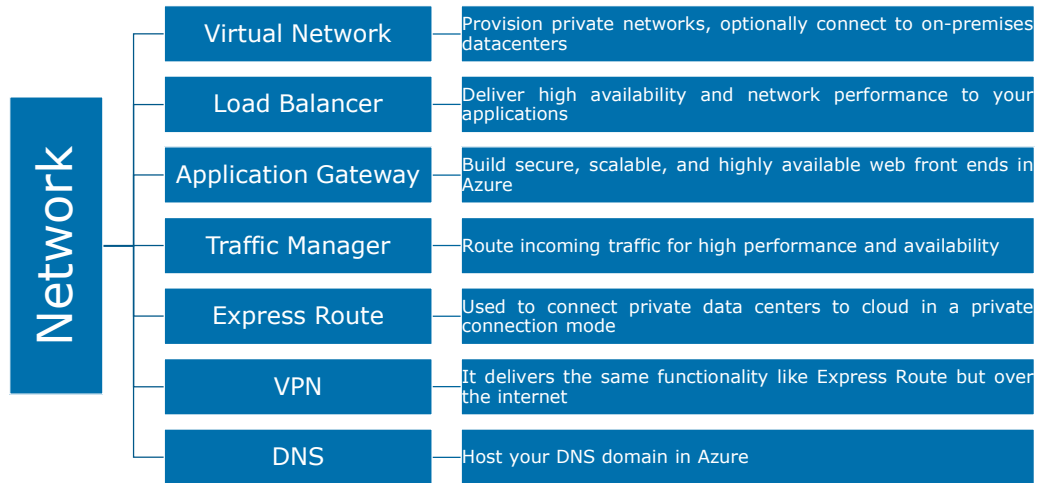 Network
Virtual Network
Provision private networks, optionally connect to on-premises
datacenters
Load Balancer
Deliver high availability and network performance to your
applications
Application Gateway
Build secure, scalable, and highly available web front ends in
Azure
Traffic Manager
Route incoming traffic for high performance and availability
Express Route
Used to connect private data centers to cloud in a private
connection mode
VPN
It delivers the same functionality like Express Route but over
the internet
DNS
Host your DNS domain in Azure